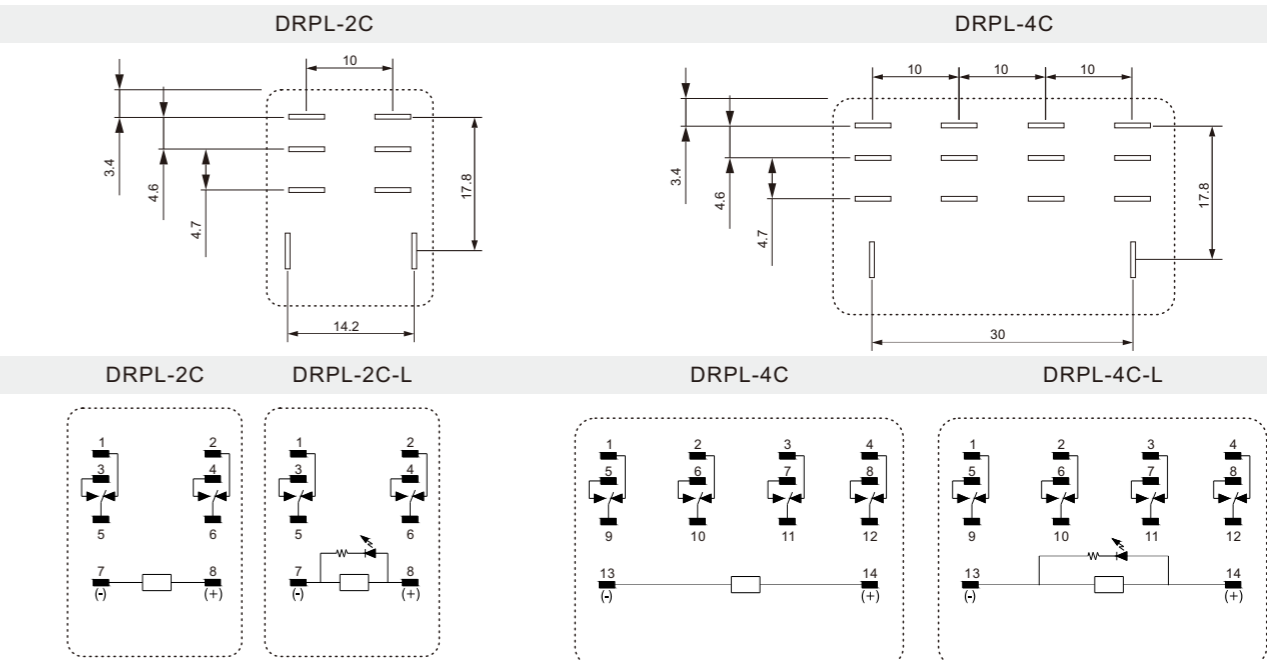 DRPL-2C DRPL-4C
10 10 10 10
3.4 4.6 4.7 17.8 3.4 4.6 4.7 17.8
14.2 30
DRPL-2C DRPL-2C-L DRPL-4C DRPL-4C-L
1 2 1 2 1 2 3 4 1 2 3 4
3 4 3 4 5 6 7 8 5 6 7 8
5 6 5 6 9 10 11 12 9 10 11 12
7 8 7 8 13 14 13 14
(-) (+) (-) (+) (-) (+) (-) (+)